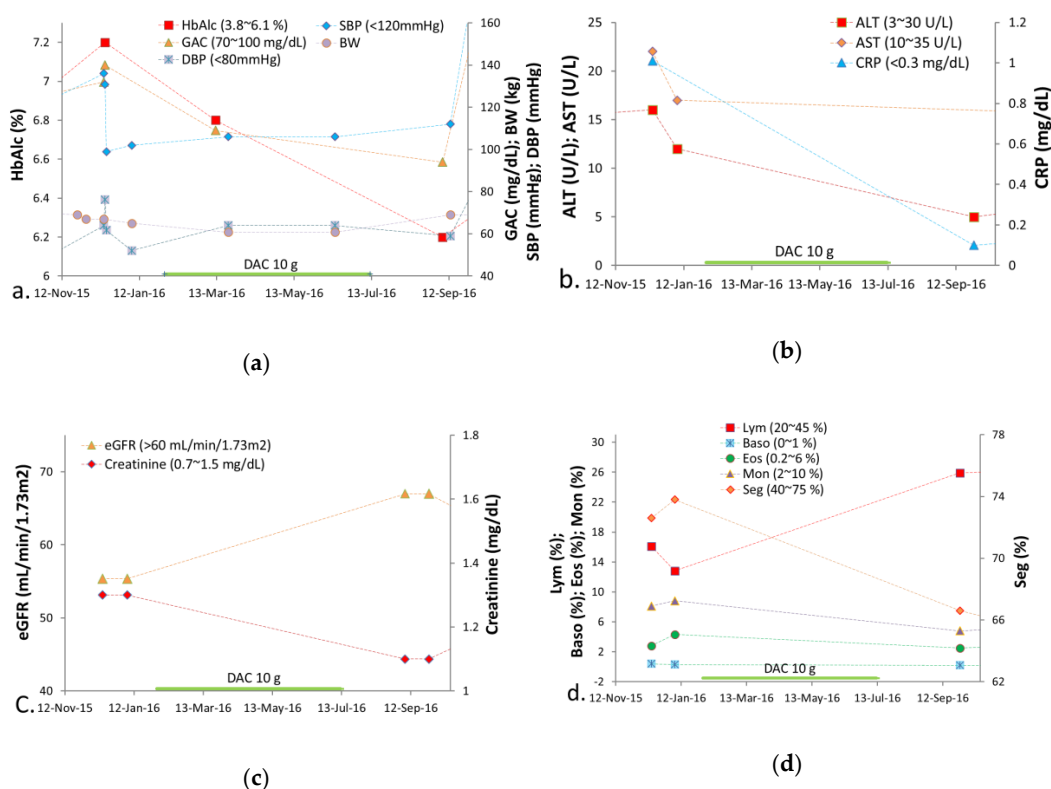 HbAlc (3.8~6.1 %)
SBP (<120mmHg)
GAC (70~100 mg/dL)
BW
DBP (<80mmHg)
HbAlc (%)
7.2
7
6.8
6.6
6.4
6.2
6
160
140
120
100
80
60
40
GAC (mg/dL); BW (kg)
SBP (mmHg); DBP (mmHg)
DAC 10 g
a.
12-Nov-15
12-Jan-16
13-Mar-16
13-May-16
13-Jul-16
12-Sep-16
(a)
ALT (3~30 U/L)
AST (10~35 U/L)
CRP (<0.3 mg/dL)
ALT (U/L); AST (U/L)
25
20
15
10
5
0
1.2
1
0.8
0.6
0.4
0.2
0
CRP (mg/dL)
DAC 10 g
b.
12-Nov-15
12-Jan-16
13-Mar-16
13-May-16
13-Jul-16
12-Sep-16
(b)
eGFR (>60 mL/min/1.73m2)
Creatinine (0.7~1.5 mg/dL)
eGFR (mL/min/1.73m2)
70
60
50
40
1.8
1.6
1.4
1.2
1
Creatinine (mg/dL)
DAC 10 g
c.
12-Nov-15
12-Jan-16
13-Mar-16
13-May-16
13-Jul-16
12-Sep-16
(c)
Lym (20~45 %)
Baso (0~1 %)
Eos (0.2~6 %)
Mon (2~10 %)
Seg (40~75 %)
Lym (%);
Baso (%); Eos (%); Mon (%)
30
26
22
18
14
10
6
2
-2
78
74
70
66
62
Seg (%)
DAC 10 g
d.
12-Nov-15
12-Jan-16
13-Mar-16
13-May-16
13-Jul-16
12-Sep-16
(d)